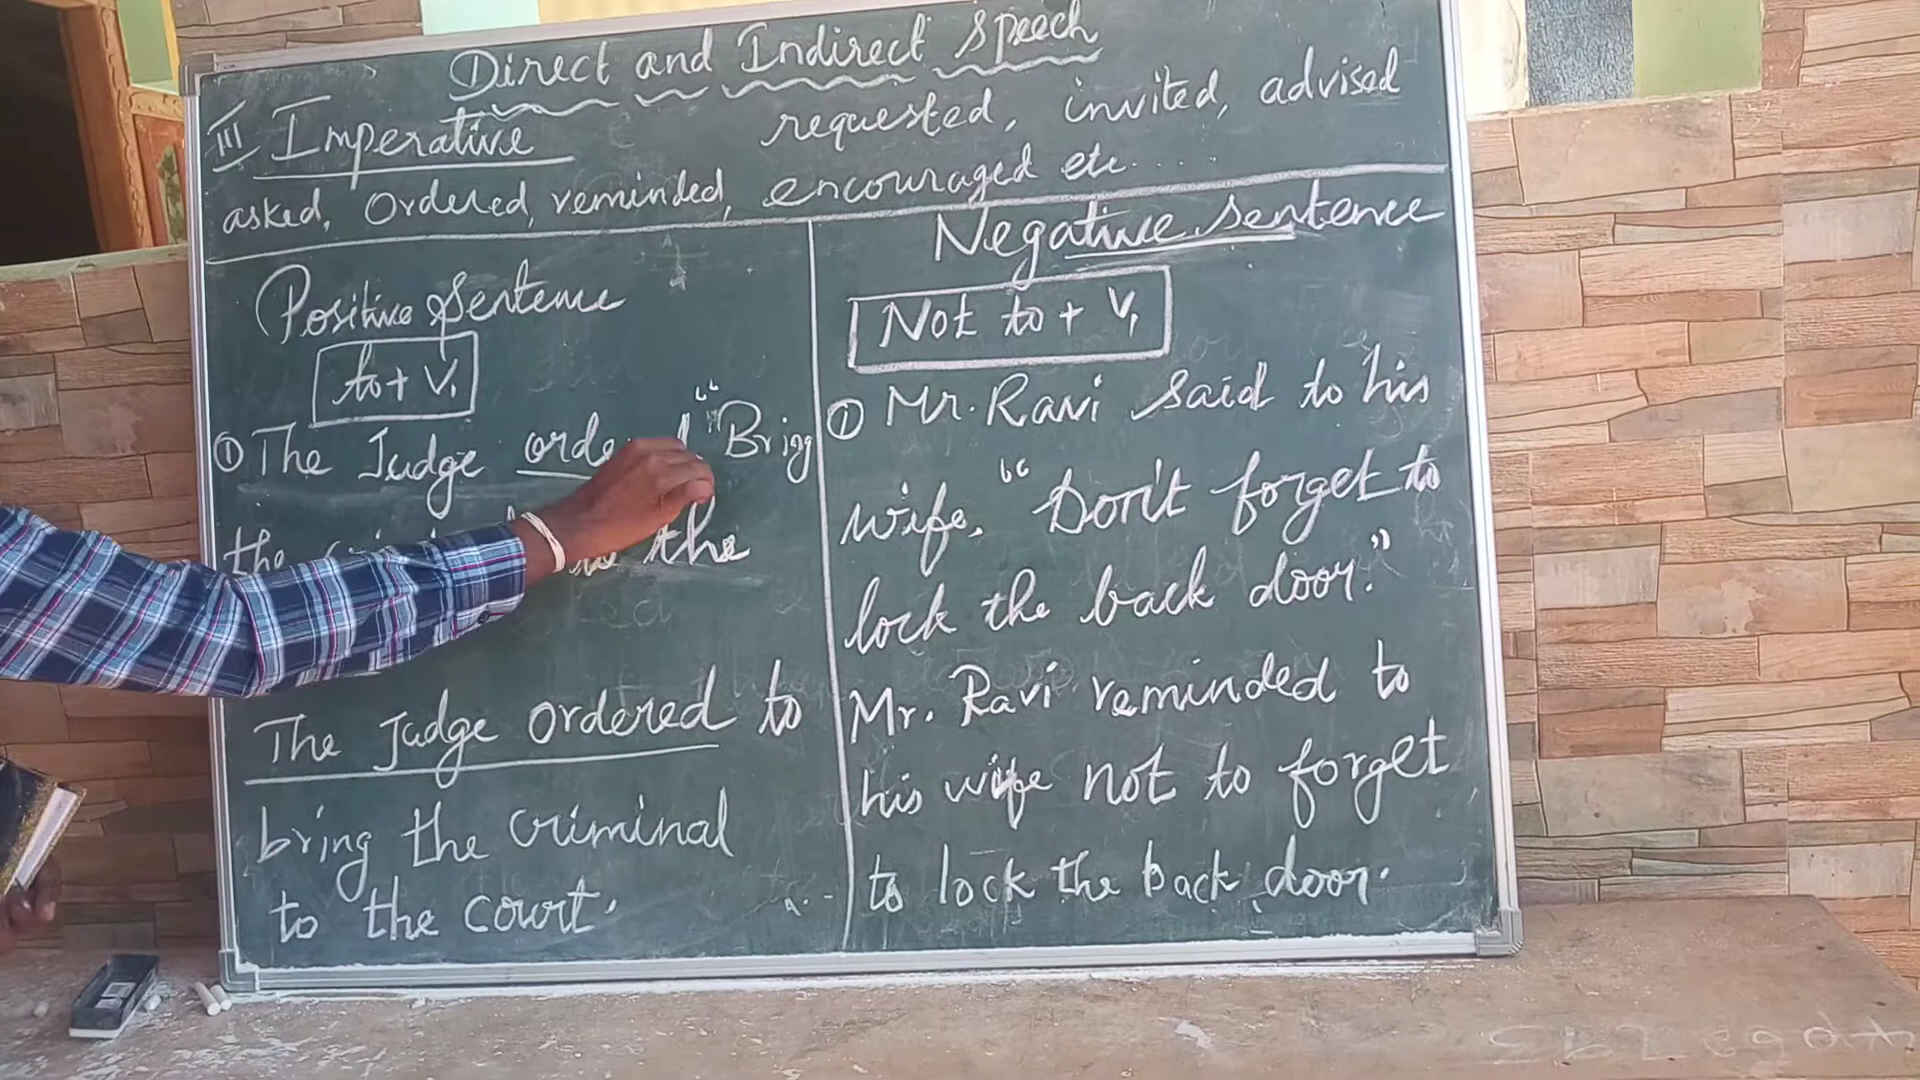 Direct and Indirect Speech
III Imperative requested, invited, advised
asked, Ordered, reminded, encouraged etc....
Positive Sentence
to + V1
① The Judge "Bring
the the
The Judge ordered to
bring the criminal
to the court.
Negative Sentence
Not to + V1
① Mr. Ravi said to his
wife, "Don't forget to
lock the back door."
Mr. Ravi reminded to
his wife not to forget
to lock the back door.